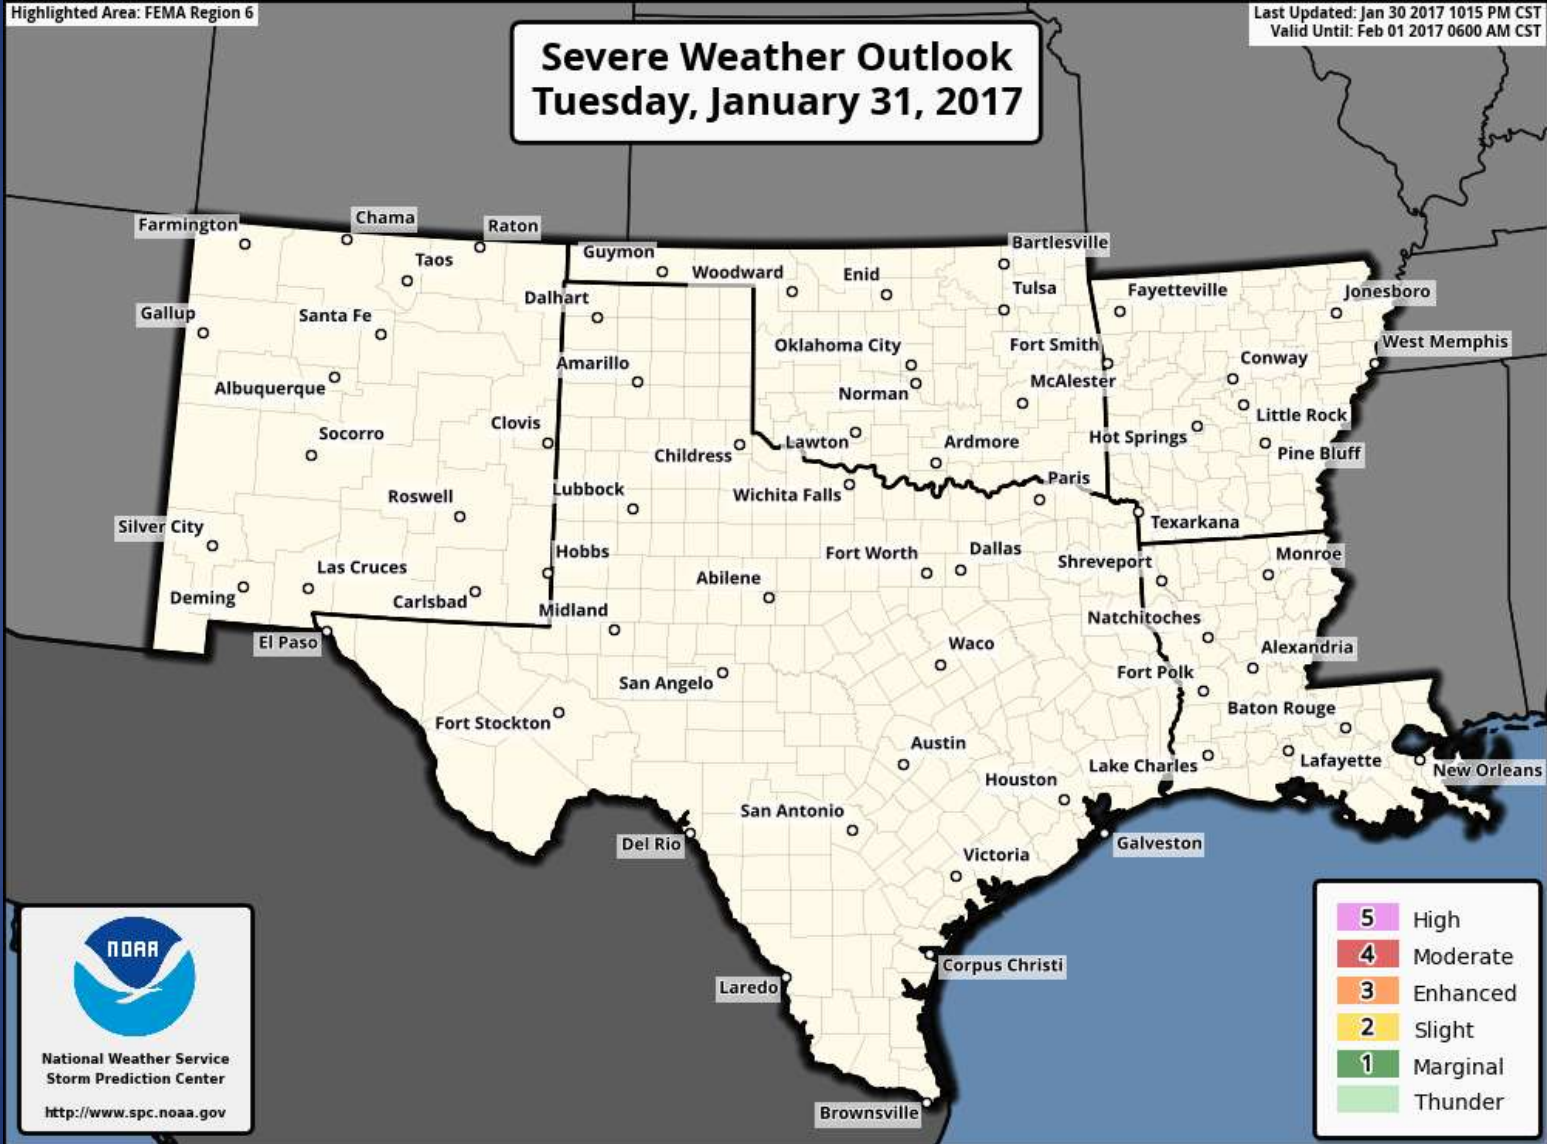 Highlighted Area: FEMA Region 6
Last Updated: Jan 30 2017 1015 PM CST
Valid Until: Feb 01 2017 0600 AM CST
Severe Weather Outlook
Tuesday, January 31, 2017
Farmington
Chama
Raton
Taos
Guymon
Woodward
Enid
Bartlesville
Dalhart
Tulsa
Fayetteville
Jonesboro
Gallup
Santa Fe
Oklahoma City
Fort Smith
West Memphis
Amarillo
Conway
Albuquerque
Norman
McAlester
Little Rock
Clovis
Socorro
Childress
Lawton
Ardmore
Hot Springs
Pine Bluff
Roswell
Lubbock
Wichita Falls
Paris
Silver City
Texarkana
Hobbs
Fort Worth
Dallas
Shreveport
Monroe
Las Cruces
Abilene
Deming
Carlsbad
Midland
Natchitoches
El Paso
Waco
Alexandria
San Angelo
Fort Polk
Fort Stockton
Baton Rouge
Austin
Lake Charles
Lafayette
New Orleans
Houston
San Antonio
Del Rio
Galveston
Victoria
Corpus Christi
Laredo
Brownsville
5 High
4 Moderate
3 Enhanced
2 Slight
1 Marginal
Thunder
NOAA
National Weather Service
Storm Prediction Center
http://www.spc.noaa.gov